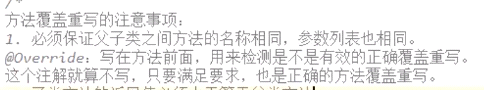 /*
方法覆盖重写的注意事项：
1. 必须保证父子类之间方法的名称相同，参数列表也相同。
@Override：写在方法前面，用来检测是不是有效的正确覆盖重写。
这个注解就算不写，只要满足要求，也是正确的方法覆盖重写。